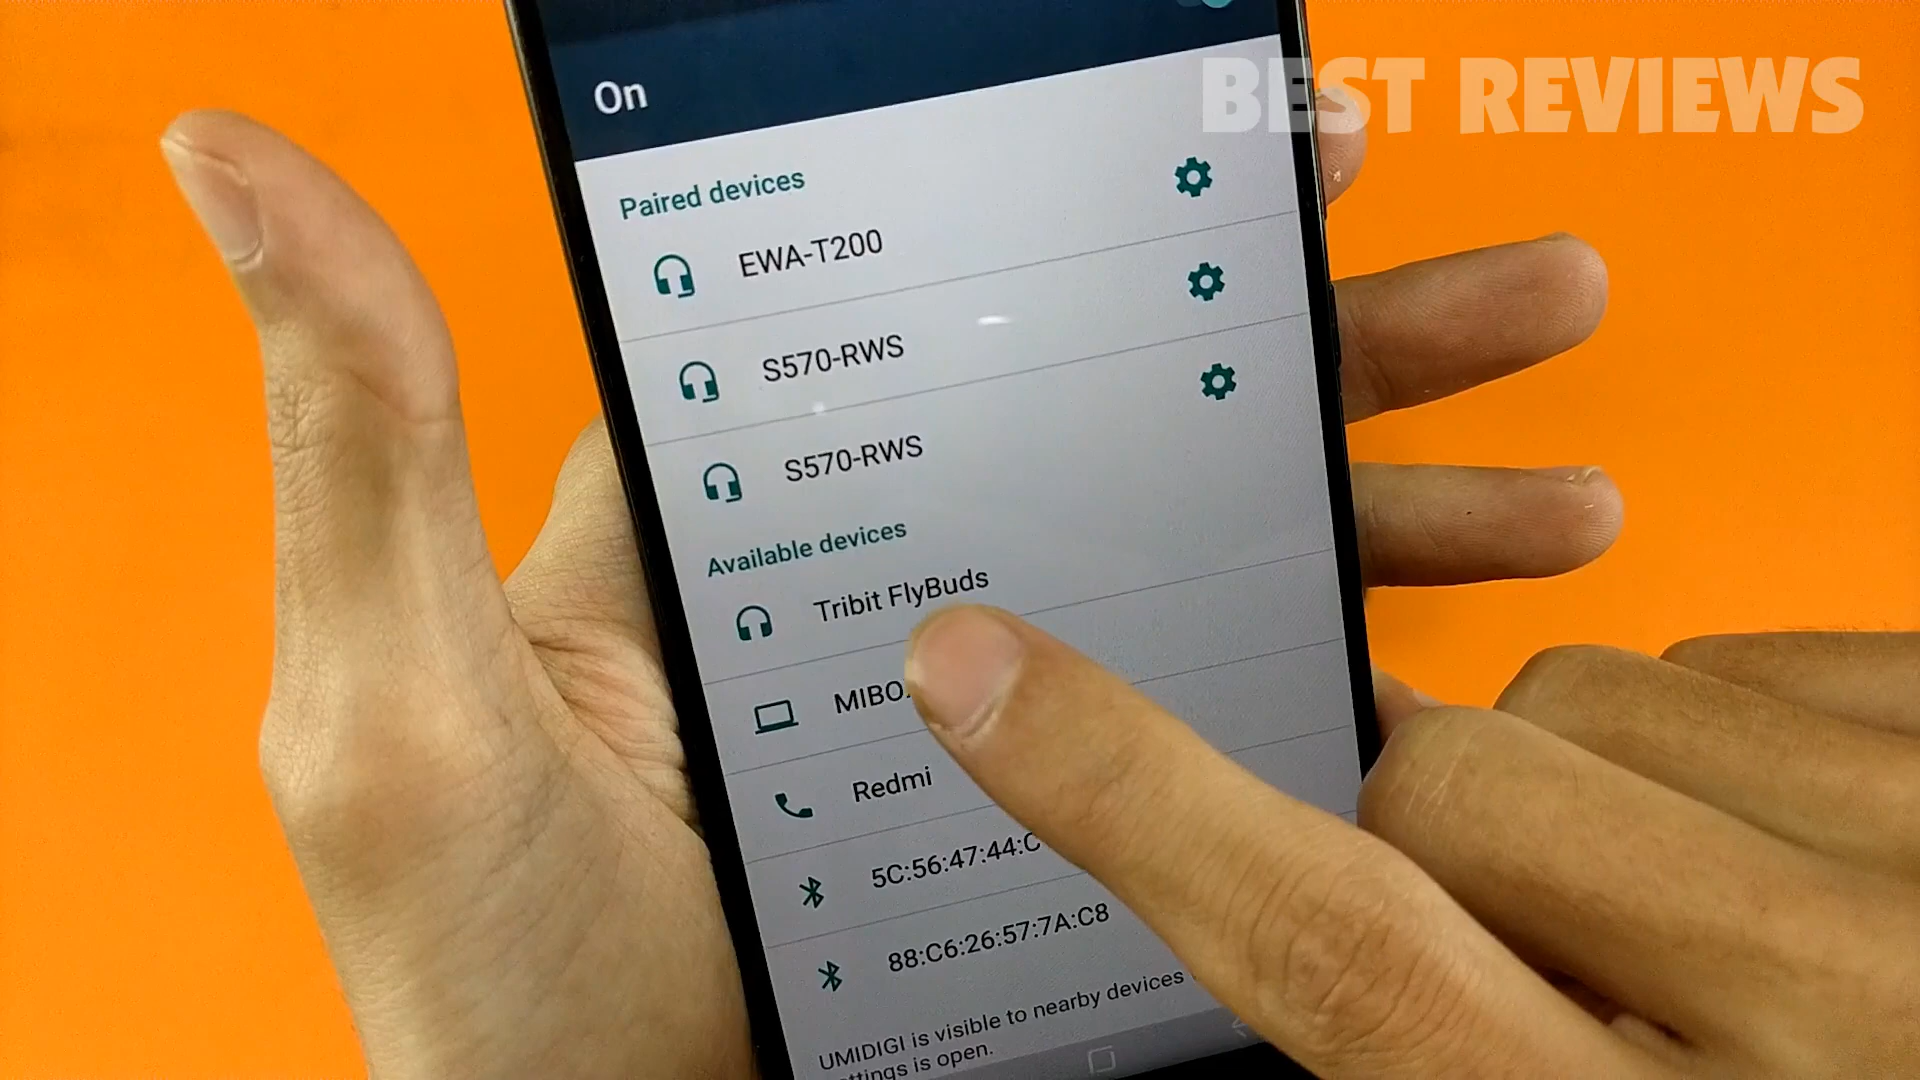 BEST REVIEWS
On
Paired devices
EWA-T200
S570-RWS
S570-RWS
Available devices
Tribit FlyBuds
MIBO
Redmi
5C:56:47:44:C
88:C6:26:57:7A:C8
UMIDIGI is visible to nearby devices
ettings is open.